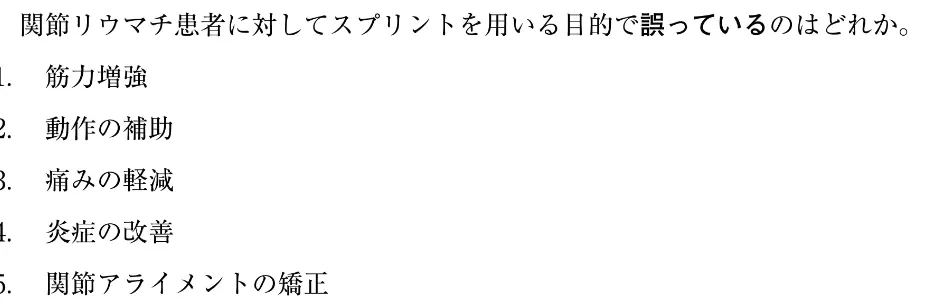 関節リウマチ患者に対してスプリントを用いる目的で誤っているのはどれか。
1. 筋力増強
2. 動作の補助
3. 痛みの軽減
4. 炎症の改善
5. 関節アライメントの矯正